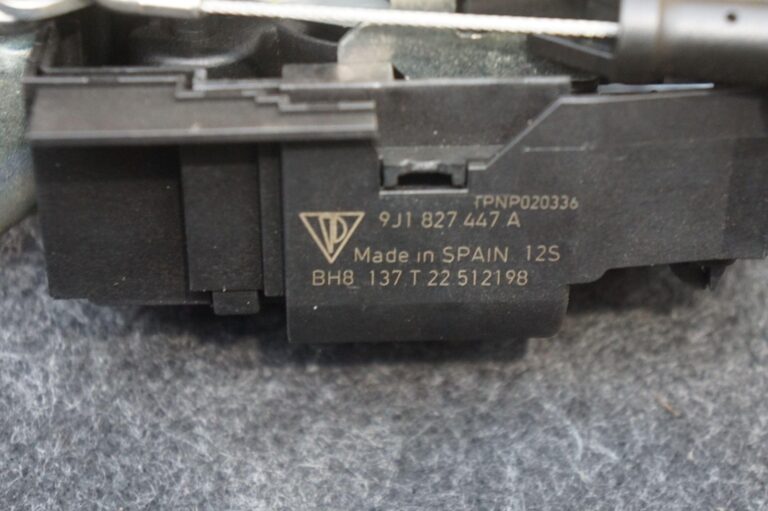 TPNP020336
9J1 827 447 A
Made in SPAIN 12S
BH8 137 T 22 512198